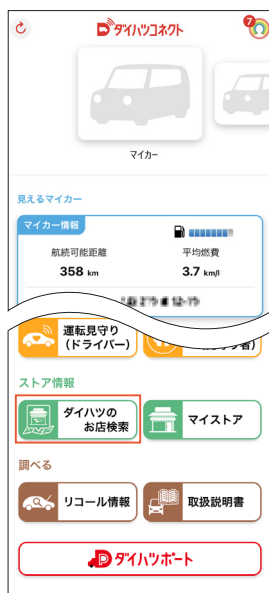 7
ダイハツコネクト
マイカー
見えるマイカー
マイカー情報
航続可能距離
平均燃費
358 km
3.7 km/l
運転見守り
(ドライバー)
ストア情報
ダイハツの
お店検索
マイストア
調べる
リコール情報
取扱説明書
ダイハツポート